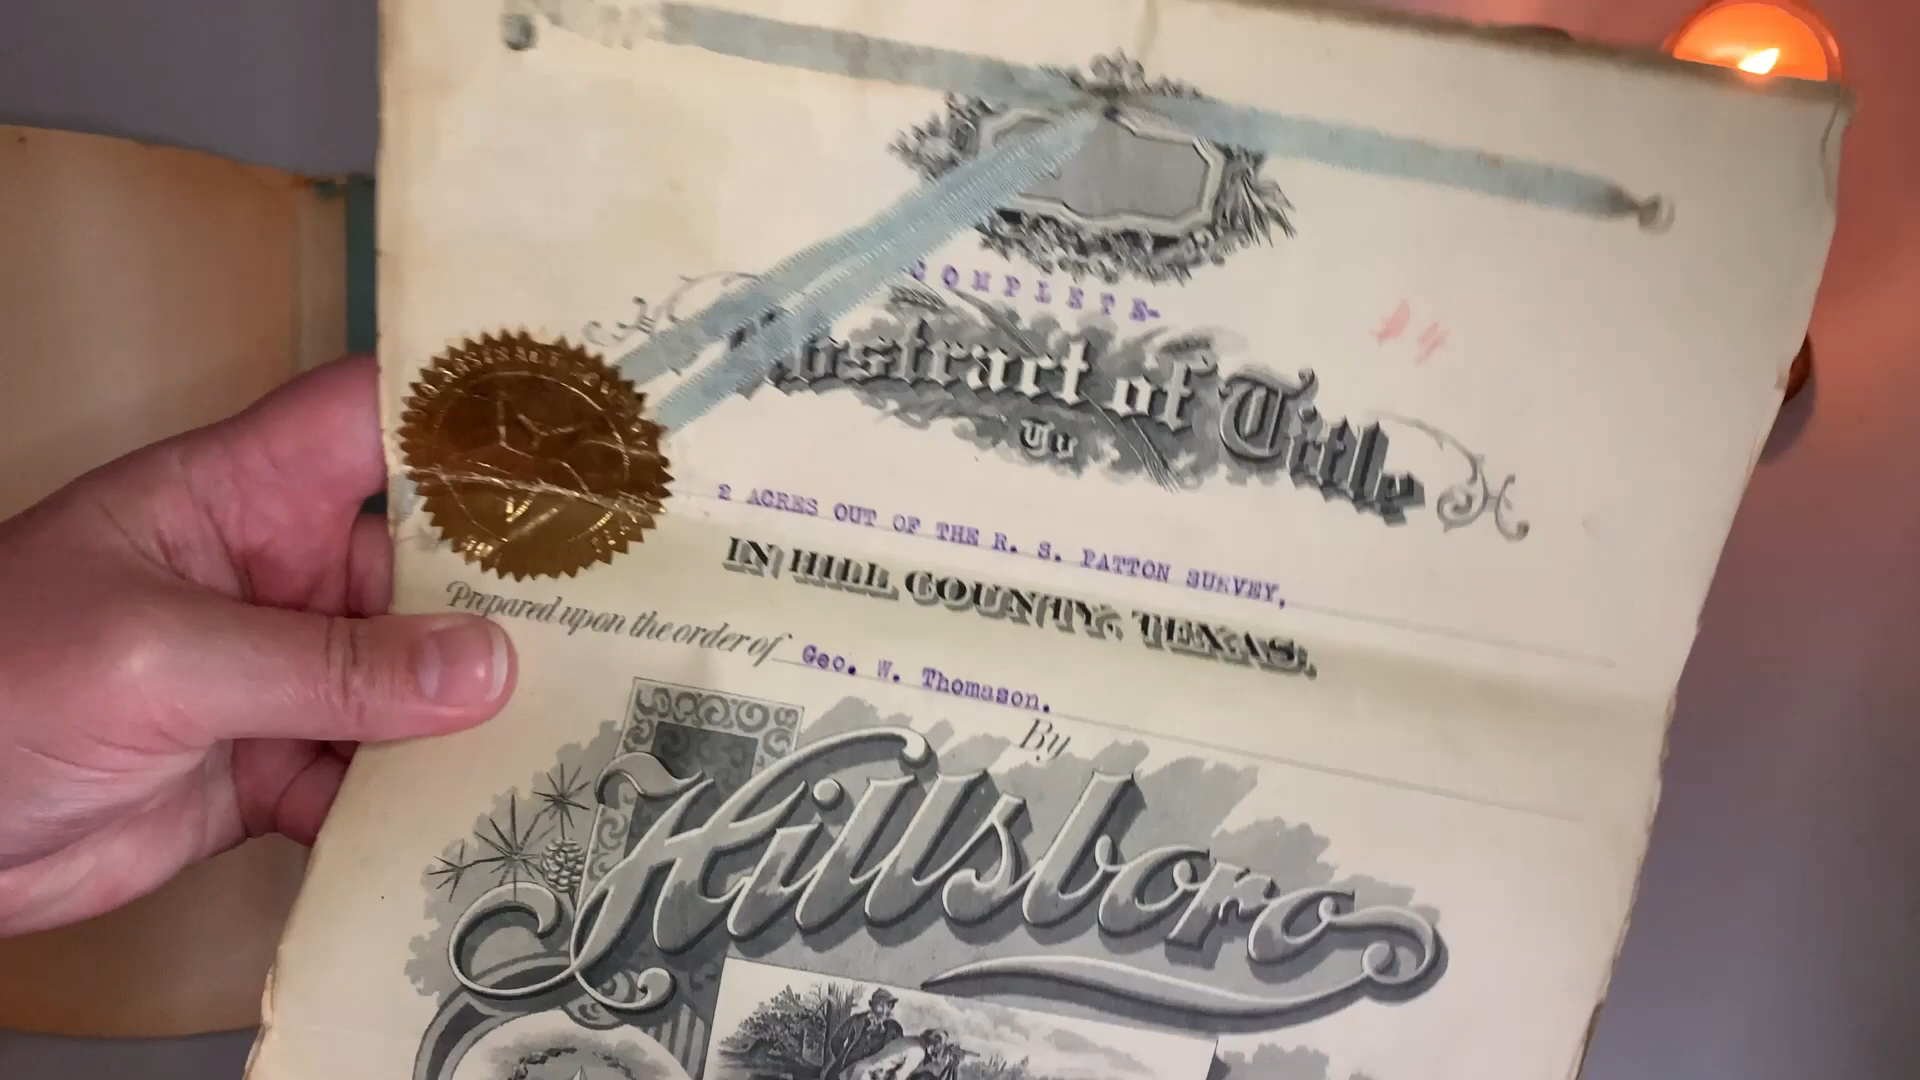 COMPLETE-
$4
Abstract of Title
To
2 ACRES OUT OF THE R. S. PATTON SURVEY,
IN HILL COUNTY, TEXAS.
Prepared upon the order of Geo. W. Thomason.
By
Hillsboro